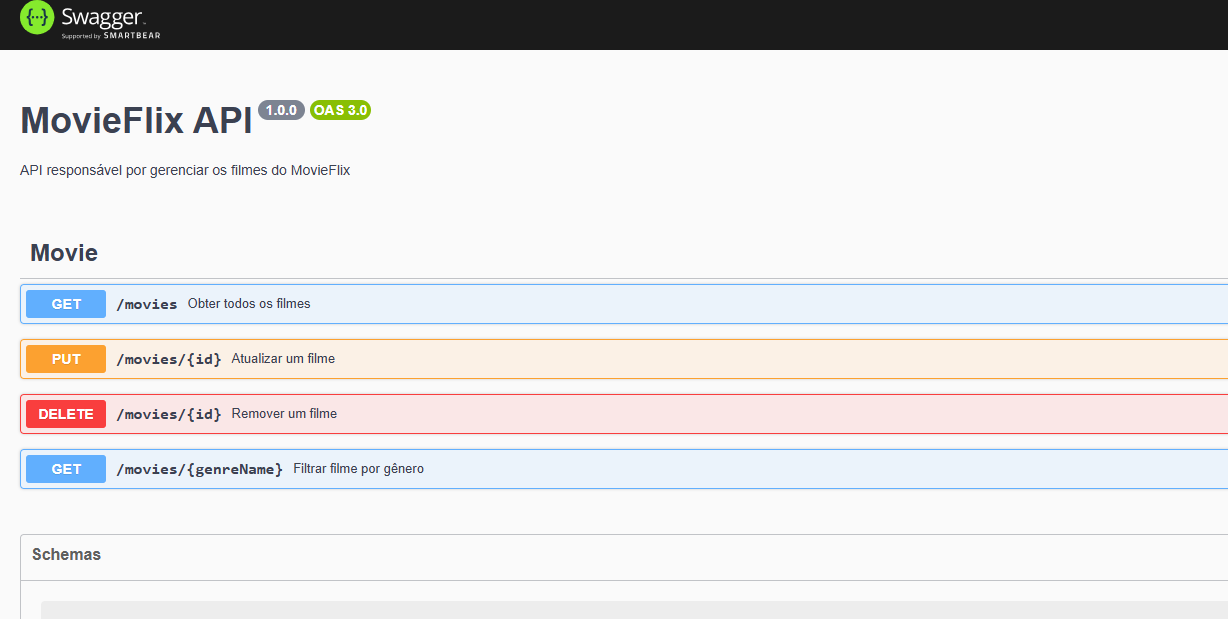 Swagger
Supported by SMARTBEAR
MovieFlix API 1.0.0 OAS 3.0
API responsável por gerenciar os filmes do MovieFlix
Movie
GET /movies Obter todos os filmes
PUT /movies/{id} Atualizar um filme
DELETE /movies/{id} Remover um filme
GET /movies/{genreName} Filtrar filme por gênero
Schemas